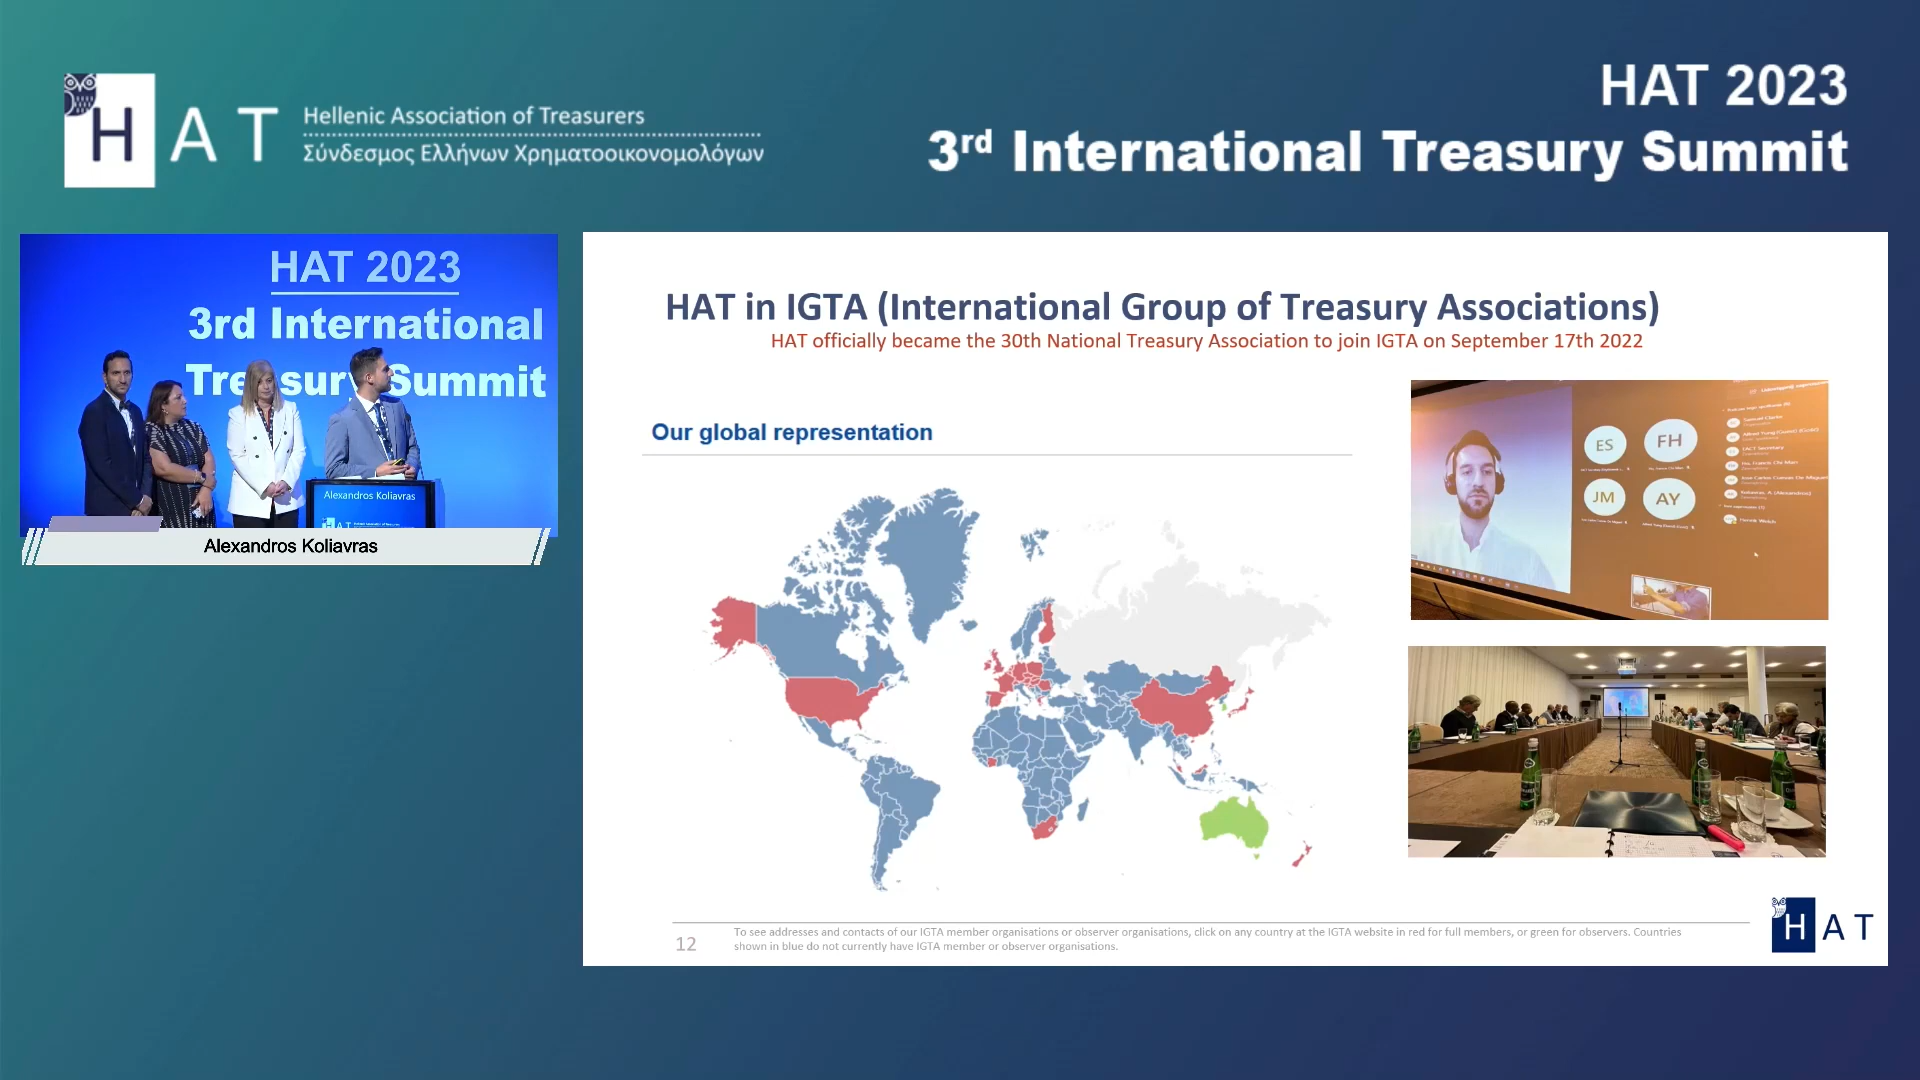 HAT
Hellenic Association of Treasurers
Σύνδεσμος Ελλήνων Χρηματοοικονομολόγων
HAT 2023
3rd International Treasury Summit
HAT 2023
3rd International
Treasury Summit
Alexandros Koliavras
HAT
Alexandros Koliavras
HAT in IGTA (International Group of Treasury Associations)
HAT officially became the 30th National Treasury Association to join IGTA on September 17th 2022
Our global representation
ES
FH
JM
AY
12
To see addresses and contacts of our IGTA member organisations or observer organisations, click on any country at the IGTA website in red for full members, or green for observers. Countries
shown in blue do not currently have IGTA member or observer organisations.
HAT